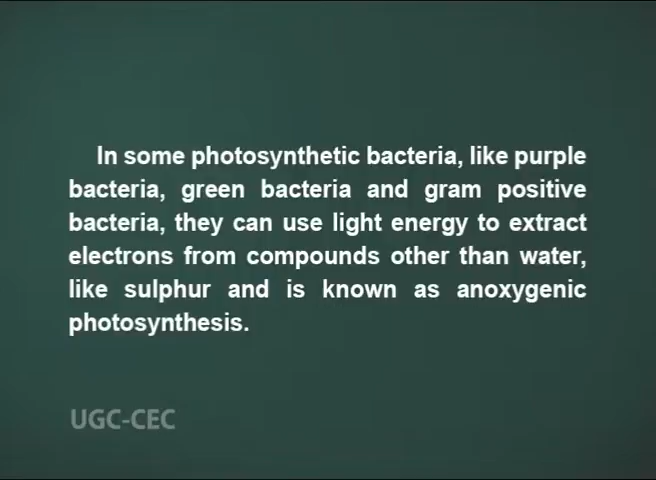 In some photosynthetic bacteria, like purple
bacteria, green bacteria and gram positive
bacteria, they can use light energy to extract
electrons from compounds other than water,
like sulphur and is known as anoxygenic
photosynthesis.
UGC-CEC